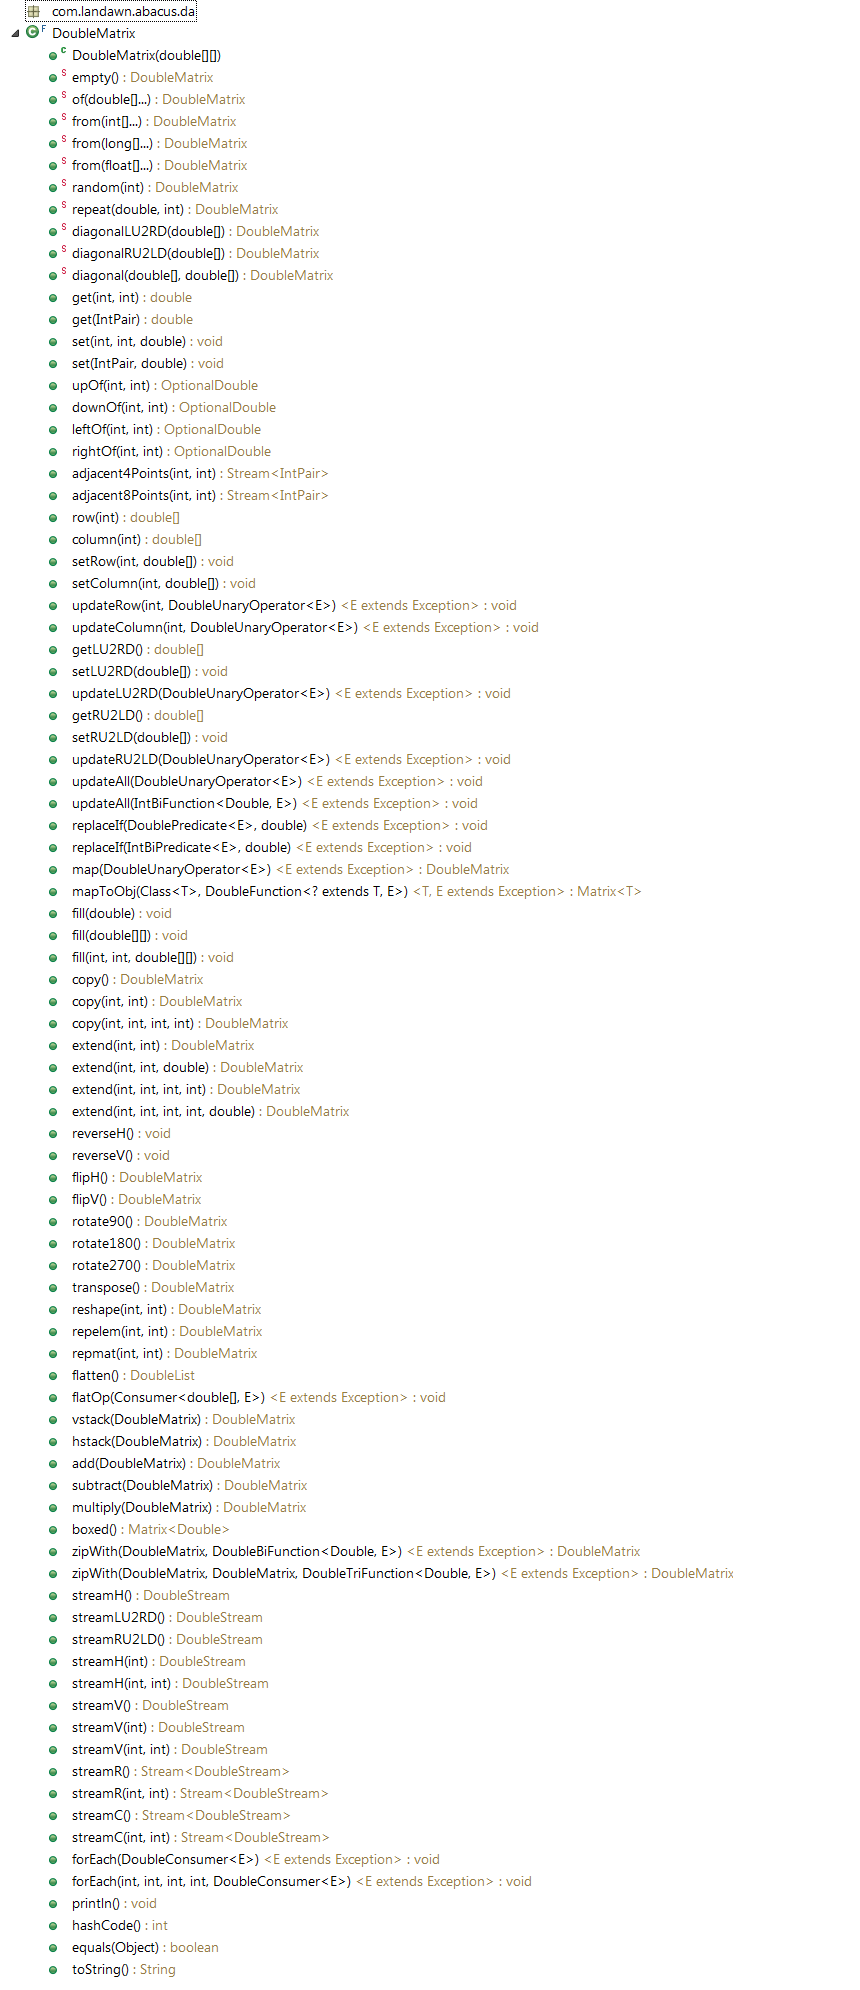 com.landawn.abacus.da
C F DoubleMatrix
C DoubleMatrix(double[][])
S empty() : DoubleMatrix
S of(double[]...) : DoubleMatrix
S from(int[]...) : DoubleMatrix
S from(long[]...) : DoubleMatrix
S from(float[]...) : DoubleMatrix
S random(int) : DoubleMatrix
S repeat(double, int) : DoubleMatrix
S diagonalLU2RD(double[]) : DoubleMatrix
S diagonalRU2LD(double[]) : DoubleMatrix
S diagonal(double[], double[]) : DoubleMatrix
get(int, int) : double
get(IntPair) : double
set(int, int, double) : void
set(IntPair, double) : void
upOf(int, int) : OptionalDouble
downOf(int, int) : OptionalDouble
leftOf(int, int) : OptionalDouble
rightOf(int, int) : OptionalDouble
adjacent4Points(int, int) : Stream<IntPair>
adjacent8Points(int, int) : Stream<IntPair>
row(int) : double[]
column(int) : double[]
setRow(int, double[]) : void
setColumn(int, double[]) : void
updateRow(int, DoubleUnaryOperator<E>) <E extends Exception> : void
updateColumn(int, DoubleUnaryOperator<E>) <E extends Exception> : void
getLU2RD() : double[]
setLU2RD(double[]) : void
updateLU2RD(DoubleUnaryOperator<E>) <E extends Exception> : void
getRU2LD() : double[]
setRU2LD(double[]) : void
updateRU2LD(DoubleUnaryOperator<E>) <E extends Exception> : void
updateAll(DoubleUnaryOperator<E>) <E extends Exception> : void
updateAll(IntBiFunction<Double, E>) <E extends Exception> : void
replaceIf(DoublePredicate<E>, double) <E extends Exception> : void
replaceIf(IntBiPredicate<E>, double) <E extends Exception> : void
map(DoubleUnaryOperator<E>) <E extends Exception> : DoubleMatrix
mapToObj(Class<T>, DoubleFunction<? extends T, E>) <T, E extends Exception> : Matrix<T>
fill(double) : void
fill(double[][]) : void
fill(int, int, double[][]) : void
copy() : DoubleMatrix
copy(int, int) : DoubleMatrix
copy(int, int, int, int) : DoubleMatrix
extend(int, int) : DoubleMatrix
extend(int, int, double) : DoubleMatrix
extend(int, int, int, int) : DoubleMatrix
extend(int, int, int, int, double) : DoubleMatrix
reverseH() : void
reverseV() : void
flipH() : DoubleMatrix
flipV() : DoubleMatrix
rotate90() : DoubleMatrix
rotate180() : DoubleMatrix
rotate270() : DoubleMatrix
transpose() : DoubleMatrix
reshape(int, int) : DoubleMatrix
repelem(int, int) : DoubleMatrix
repmat(int, int) : DoubleMatrix
flatten() : DoubleList
flatOp(Consumer<double[], E>) <E extends Exception> : void
vstack(DoubleMatrix) : DoubleMatrix
hstack(DoubleMatrix) : DoubleMatrix
add(DoubleMatrix) : DoubleMatrix
subtract(DoubleMatrix) : DoubleMatrix
multiply(DoubleMatrix) : DoubleMatrix
boxed() : Matrix<Double>
zipWith(DoubleMatrix, DoubleBiFunction<Double, E>) <E extends Exception> : DoubleMatrix
zipWith(DoubleMatrix, DoubleMatrix, DoubleTriFunction<Double, E>) <E extends Exception> : DoubleMatrix
streamH() : DoubleStream
streamLU2RD() : DoubleStream
streamRU2LD() : DoubleStream
streamH(int) : DoubleStream
streamH(int, int) : DoubleStream
streamV() : DoubleStream
streamV(int) : DoubleStream
streamV(int, int) : DoubleStream
streamR() : Stream<DoubleStream>
streamR(int, int) : Stream<DoubleStream>
streamC() : Stream<DoubleStream>
streamC(int, int) : Stream<DoubleStream>
forEach(DoubleConsumer<E>) <E extends Exception> : void
forEach(int, int, int, int, DoubleConsumer<E>) <E extends Exception> : void
println() : void
hashCode() : int
equals(Object) : boolean
toString() : String